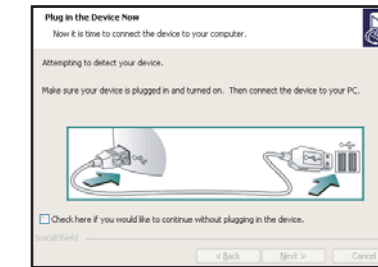 Plug in the Device Now
Now it is time to connect the device to your computer.
Attempting to detect your device.
Make sure your device is plugged in and turned on. Then connect the device to your PC.
Check here if you would like to continue without plugging in the device.
InstallShield
< Back Next > Cancel